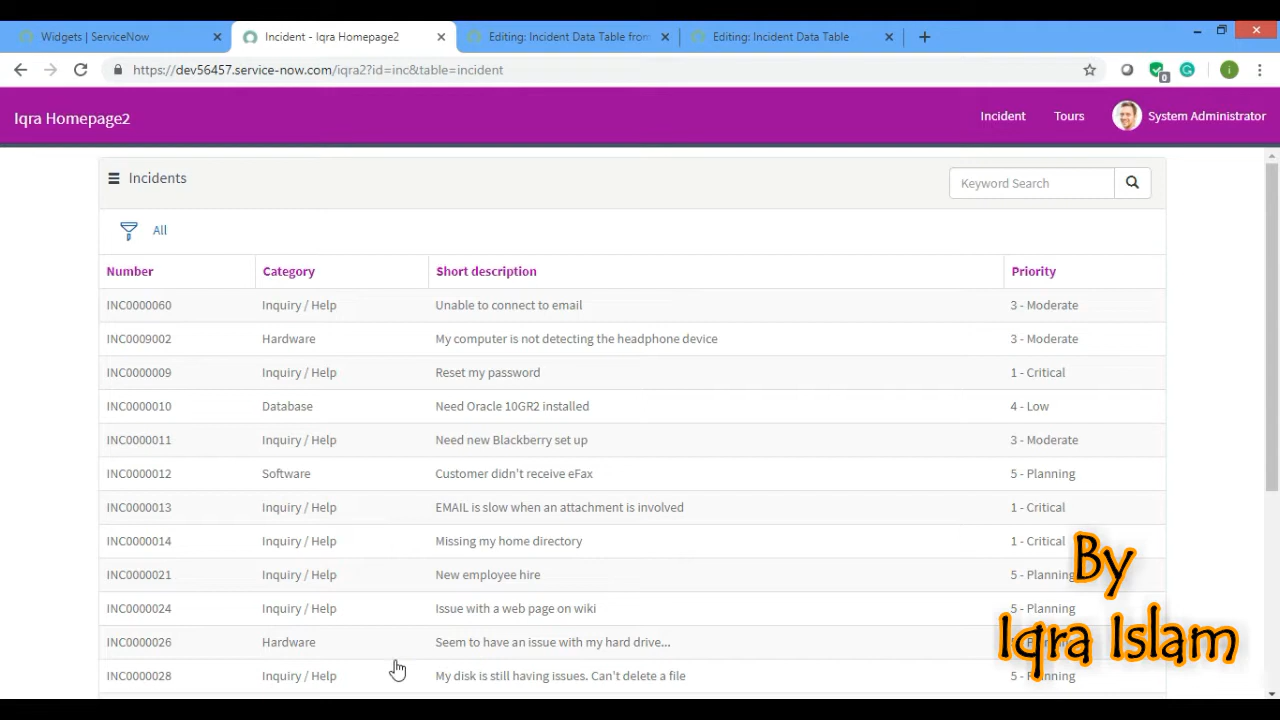 Widgets | ServiceNow
Incident - Iqra Homepage2
Editing: Incident Data Table from
Editing: Incident Data Table
https://dev56457.service-now.com/iqra2?id=inc&table=incident
0
i
Iqra Homepage2
Incident
Tours
System Administrator
Incidents
Keyword Search
All
Number Category Short description Priority
INC0000060 Inquiry / Help Unable to connect to email 3 - Moderate
INC0009002 Hardware My computer is not detecting the headphone device 3 - Moderate
INC0000009 Inquiry / Help Reset my password 1 - Critical
INC0000010 Database Need Oracle 10GR2 installed 4 - Low
INC0000011 Inquiry / Help Need new Blackberry set up 3 - Moderate
INC0000012 Software Customer didn't receive eFax 5 - Planning
INC0000013 Inquiry / Help EMAIL is slow when an attachment is involved 1 - Critical
INC0000014 Inquiry / Help Missing my home directory 1 - Critical
INC0000021 Inquiry / Help New employee hire 5 - Planning
INC0000024 Inquiry / Help Issue with a web page on wiki 5 - Planning
INC0000026 Hardware Seem to have an issue with my hard drive...
INC0000028 Inquiry / Help My disk is still having issues. Can't delete a file 5 - Planning
By
Iqra Islam